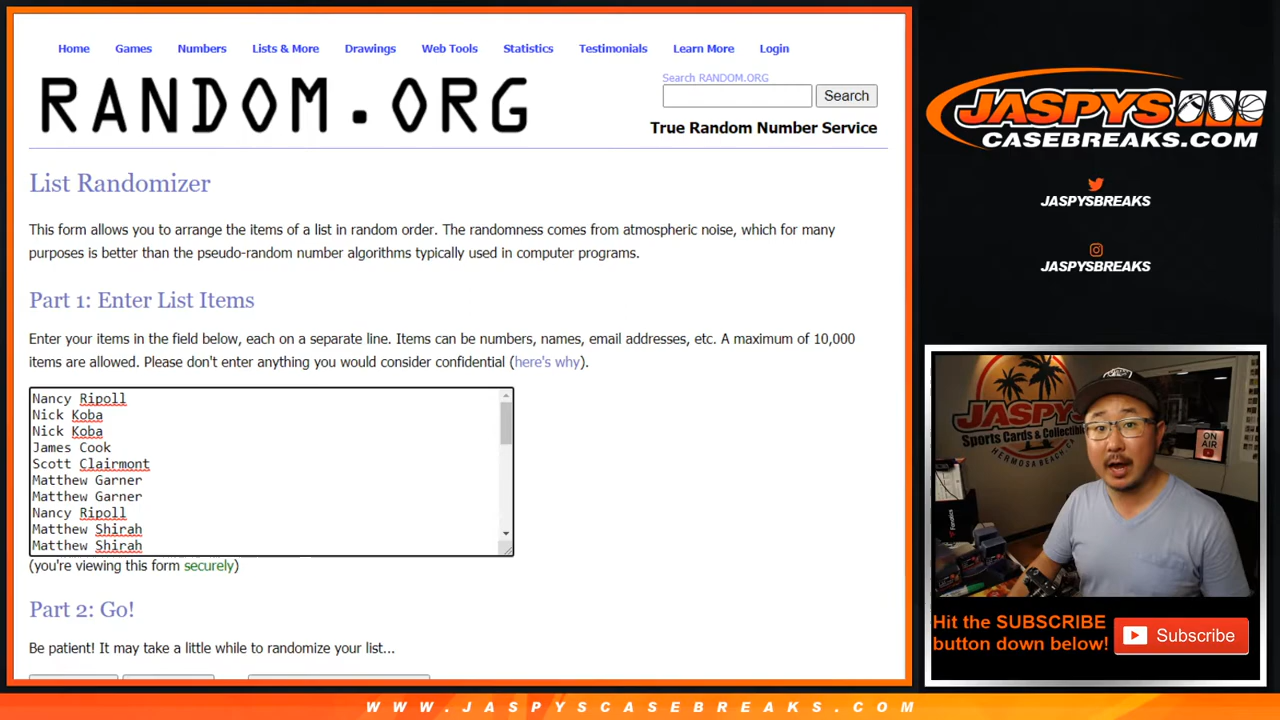 Home Games Numbers Lists & More Drawings Web Tools Statistics Testimonials Learn More Login
RANDOM.ORG
Search RANDOM.ORG
Search
True Random Number Service
List Randomizer
This form allows you to arrange the items of a list in random order. The randomness comes from atmospheric noise, which for many
purposes is better than the pseudo-random number algorithms typically used in computer programs.
Part 1: Enter List Items
Enter your items in the field below, each on a separate line. Items can be numbers, names, email addresses, etc. A maximum of 10,000
items are allowed. Please don't enter anything you would consider confidential (here's why).
Nancy Ripoll
Nick Koba
Nick Koba
James Cook
Scott Clairmont
Matthew Garner
Matthew Garner
Nancy Ripoll
Matthew Shirah
Matthew Shirah
(you're viewing this form securely)
Part 2: Go!
Be patient! It may take a little while to randomize your list...
JASPYS
CASEBREAKS.COM
JASPYSBREAKS
JASPYSBREAKS
JASPYS
Sports Cards & Collectibles
HERMOSA BEACH, CA
ON AIR
Fanatics
Hit the SUBSCRIBE
button down below!
Subscribe
WWW.JASPYSCASEBREAKS.COM